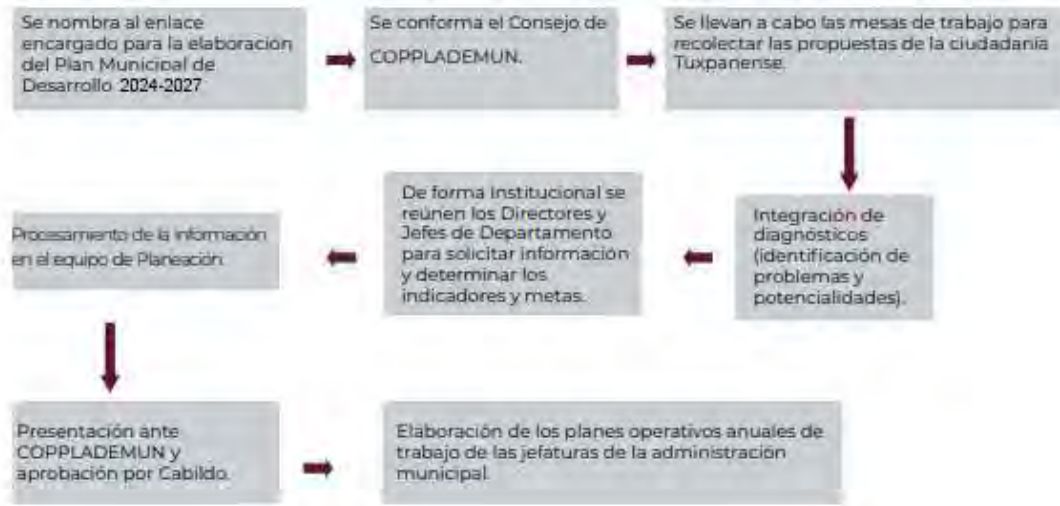 Se nombra al enlace
encargado para la elaboración
del Plan Municipal de
Desarrollo 2024-2027
Se conforma el Consejo de
COPPLADEMUN.
Se llevan a cabo las mesas de trabajo para
recolectar las propuestas de la ciudadanía
Tuxpanense.
Integración de
diagnósticos
(identificación de
problemas y
potencialidades).
De forma Institucional se
reúnen los Directores y
Jefes de Departamento
para solicitar información
y determinar los
indicadores y metas.
Procesamiento de la información
en el equipo de Planeación.
Presentación ante
COPPLADEMUN y
aprobación por Cabildo.
Elaboración de los planes operativos anuales de
trabajo de las jefaturas de la administración
municipal.